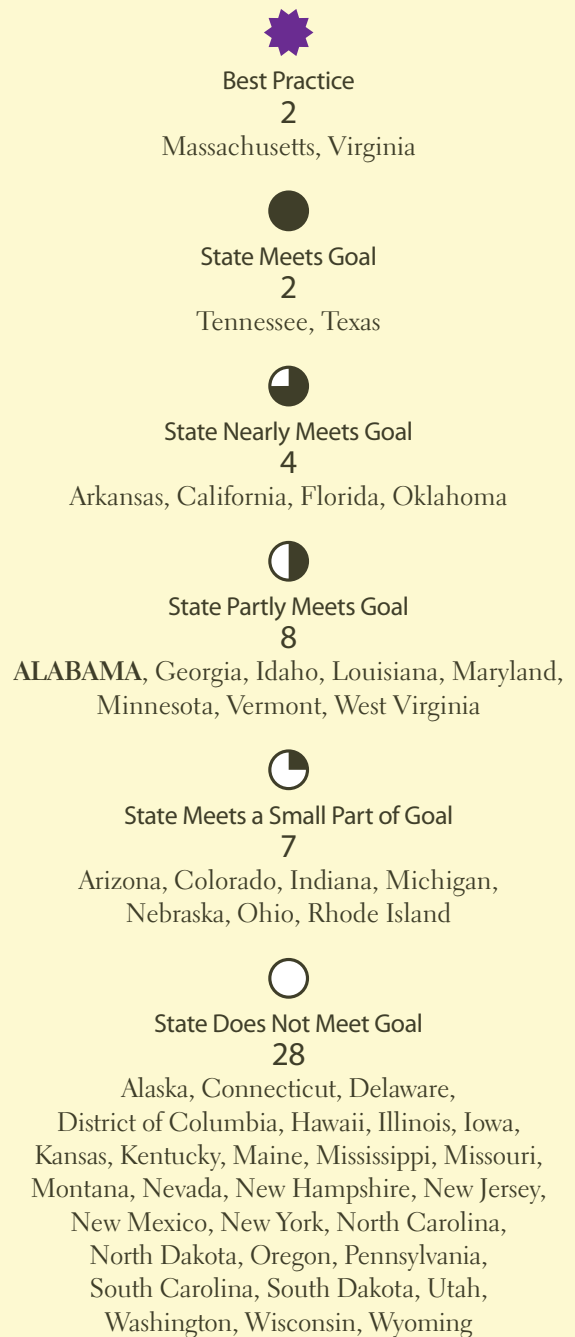 Best Practice
2
Massachusetts, Virginia
State Meets Goal
2
Tennessee, Texas
State Nearly Meets Goal
4
Arkansas, California, Florida, Oklahoma
State Partly Meets Goal
8
ALABAMA, Georgia, Idaho, Louisiana, Maryland,
Minnesota, Vermont, West Virginia
State Meets a Small Part of Goal
7
Arizona, Colorado, Indiana, Michigan,
Nebraska, Ohio, Rhode Island
State Does Not Meet Goal
28
Alaska, Connecticut, Delaware,
District of Columbia, Hawaii, Illinois, Iowa,
Kansas, Kentucky, Maine, Mississippi, Missouri,
Montana, Nevada, New Hampshire, New Jersey,
New Mexico, New York, North Carolina,
North Dakota, Oregon, Pennsylvania,
South Carolina, South Dakota, Utah,
Washington, Wisconsin, Wyoming